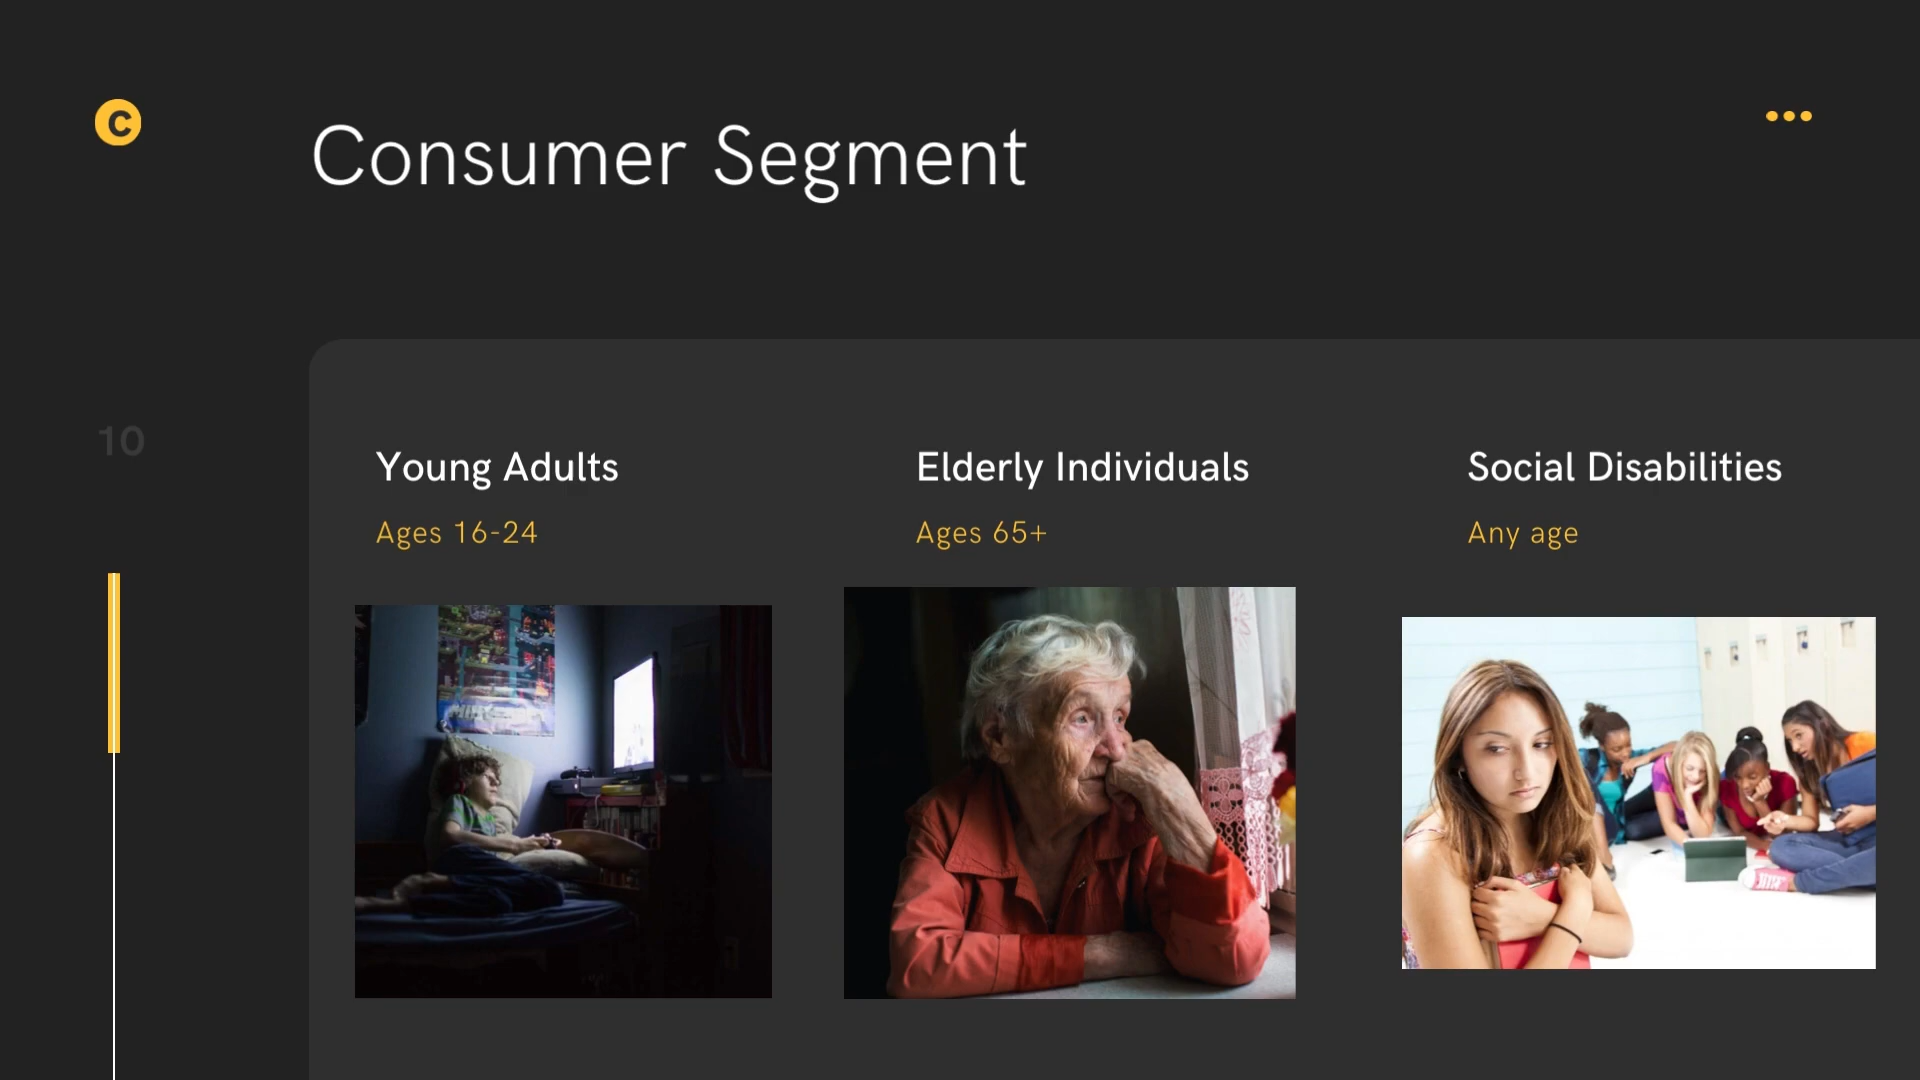 C
Consumer Segment
10
Young Adults
Ages 16-24
Elderly Individuals
Ages 65+
Social Disabilities
Any age